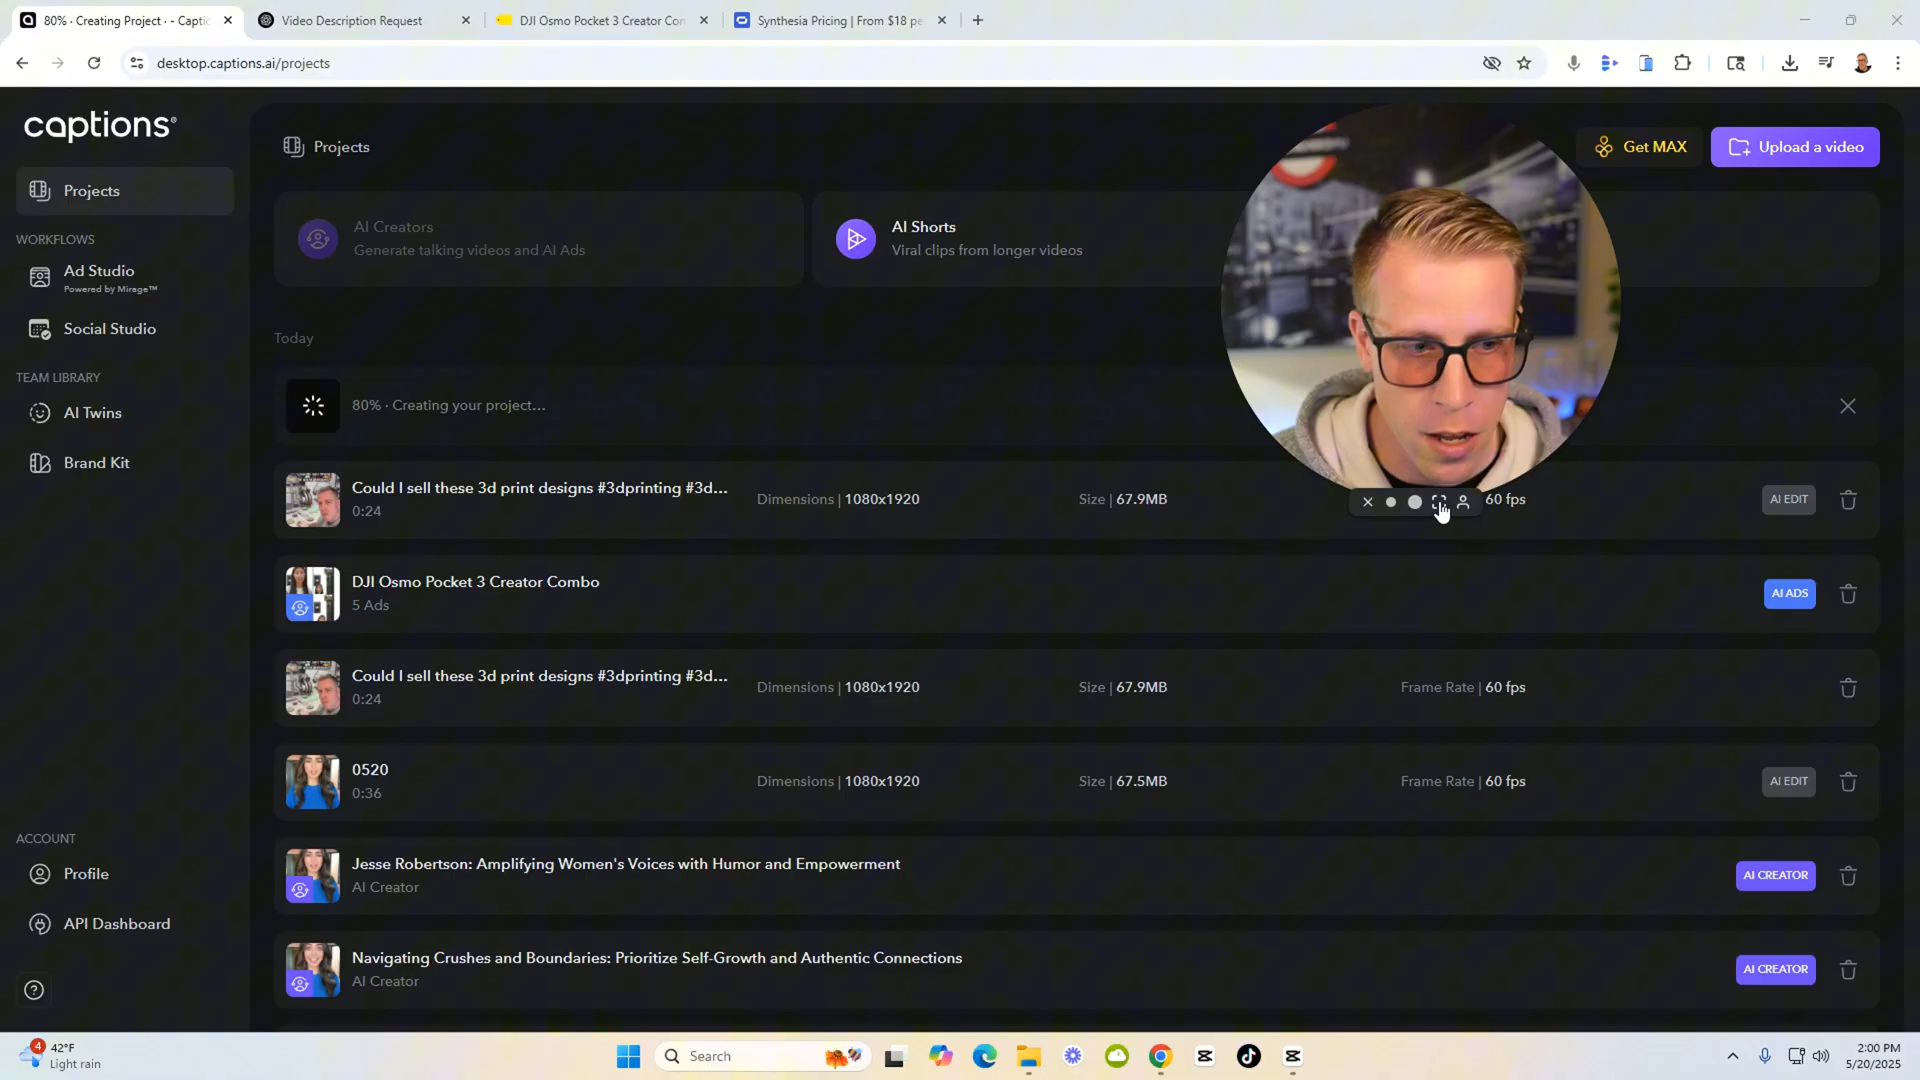 80% · Creating Project · - Captic
Video Description Request
DJI Osmo Pocket 3 Creator Con
Synthesia Pricing | From $18 pe
desktop.captions.ai/projects
captions®
Projects
Get MAX
Upload a video
Projects
AI Creators
Generate talking videos and AI Ads
AI Shorts
Viral clips from longer videos
WORKFLOWS
Ad Studio
Powered by Mirage™
Social Studio
TEAM LIBRARY
AI Twins
Brand Kit
Today
80% · Creating your project...
Could I sell these 3d print designs #3dprinting #3d...
0:24
Dimensions | 1080x1920
Size | 67.9MB
60 fps
AI EDIT
DJI Osmo Pocket 3 Creator Combo
5 Ads
AI ADS
Could I sell these 3d print designs #3dprinting #3d...
0:24
Dimensions | 1080x1920
Size | 67.9MB
Frame Rate | 60 fps
0520
0:36
Dimensions | 1080x1920
Size | 67.5MB
Frame Rate | 60 fps
AI EDIT
Jesse Robertson: Amplifying Women's Voices with Humor and Empowerment
AI Creator
AI CREATOR
Navigating Crushes and Boundaries: Prioritize Self-Growth and Authentic Connections
AI Creator
AI CREATOR
ACCOUNT
Profile
API Dashboard
4
42°F
Light rain
Search
2:00 PM
5/20/2025